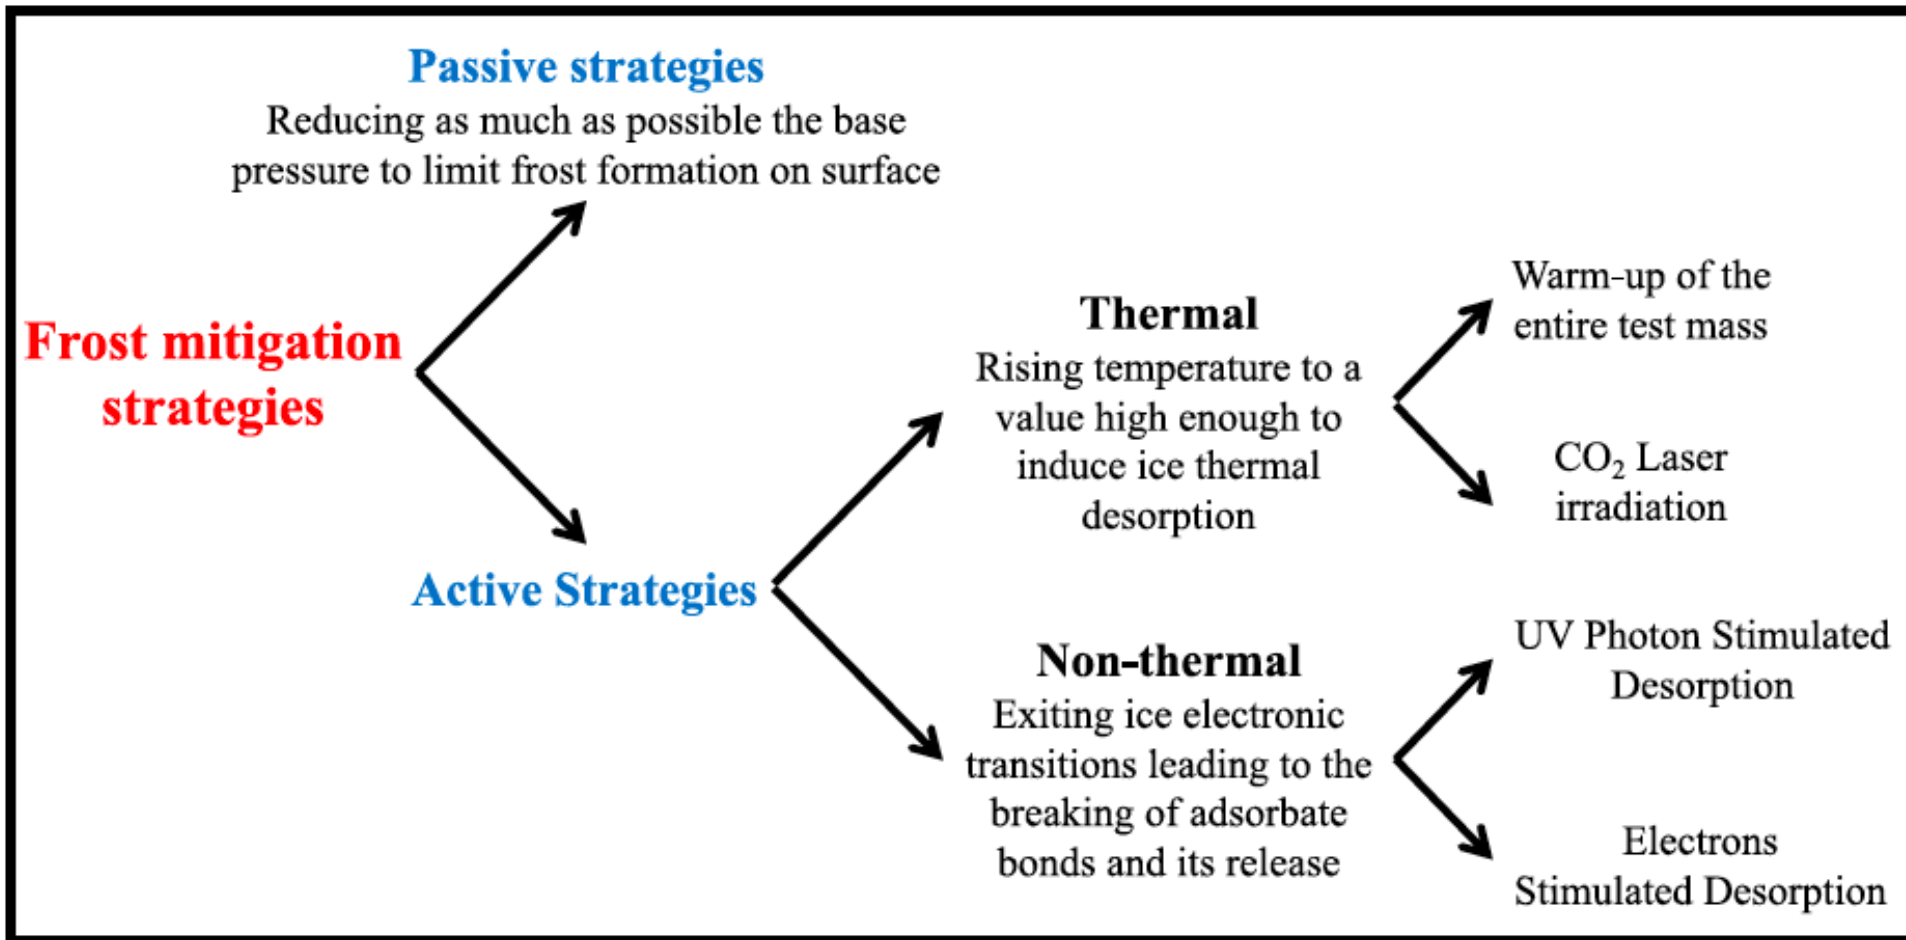 Passive strategies
Reducing as much as possible the base
pressure to limit frost formation on surface
Frost mitigation
strategies
Active Strategies
Thermal
Rising temperature to a
value high enough to
induce ice thermal
desorption
Non-thermal
Exiting ice electronic
transitions leading to the
breaking of adsorbate
bonds and its release
Warm-up of the
entire test mass
CO₂ Laser
irradiation
UV Photon Stimulated
Desorption
Electrons
Stimulated Desorption